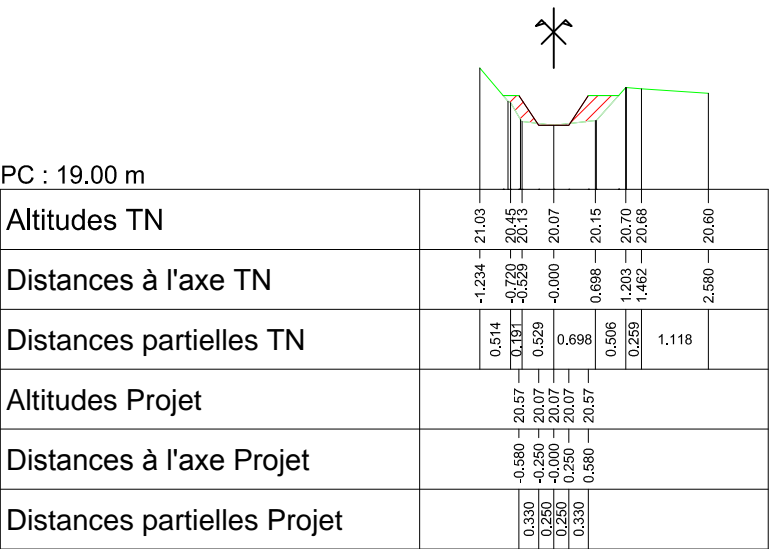 PC : 19.00 m
Altitudes TN
21.03 20.45 20.13 20.07 20.15 20.70 20.68 20.60
Distances à l'axe TN
-1.234 -0.720 -0.529 -0.000 0.698 1.203 1.462 2.580
Distances partielles TN
0.514 0.191 0.529 0.698 0.506 0.259 1.118
Altitudes Projet
20.57 20.07 20.07 20.07 20.57
Distances à l'axe Projet
-0.580 -0.250 -0.000 0.250 0.580
Distances partielles Projet
0.330 0.250 0.250 0.330